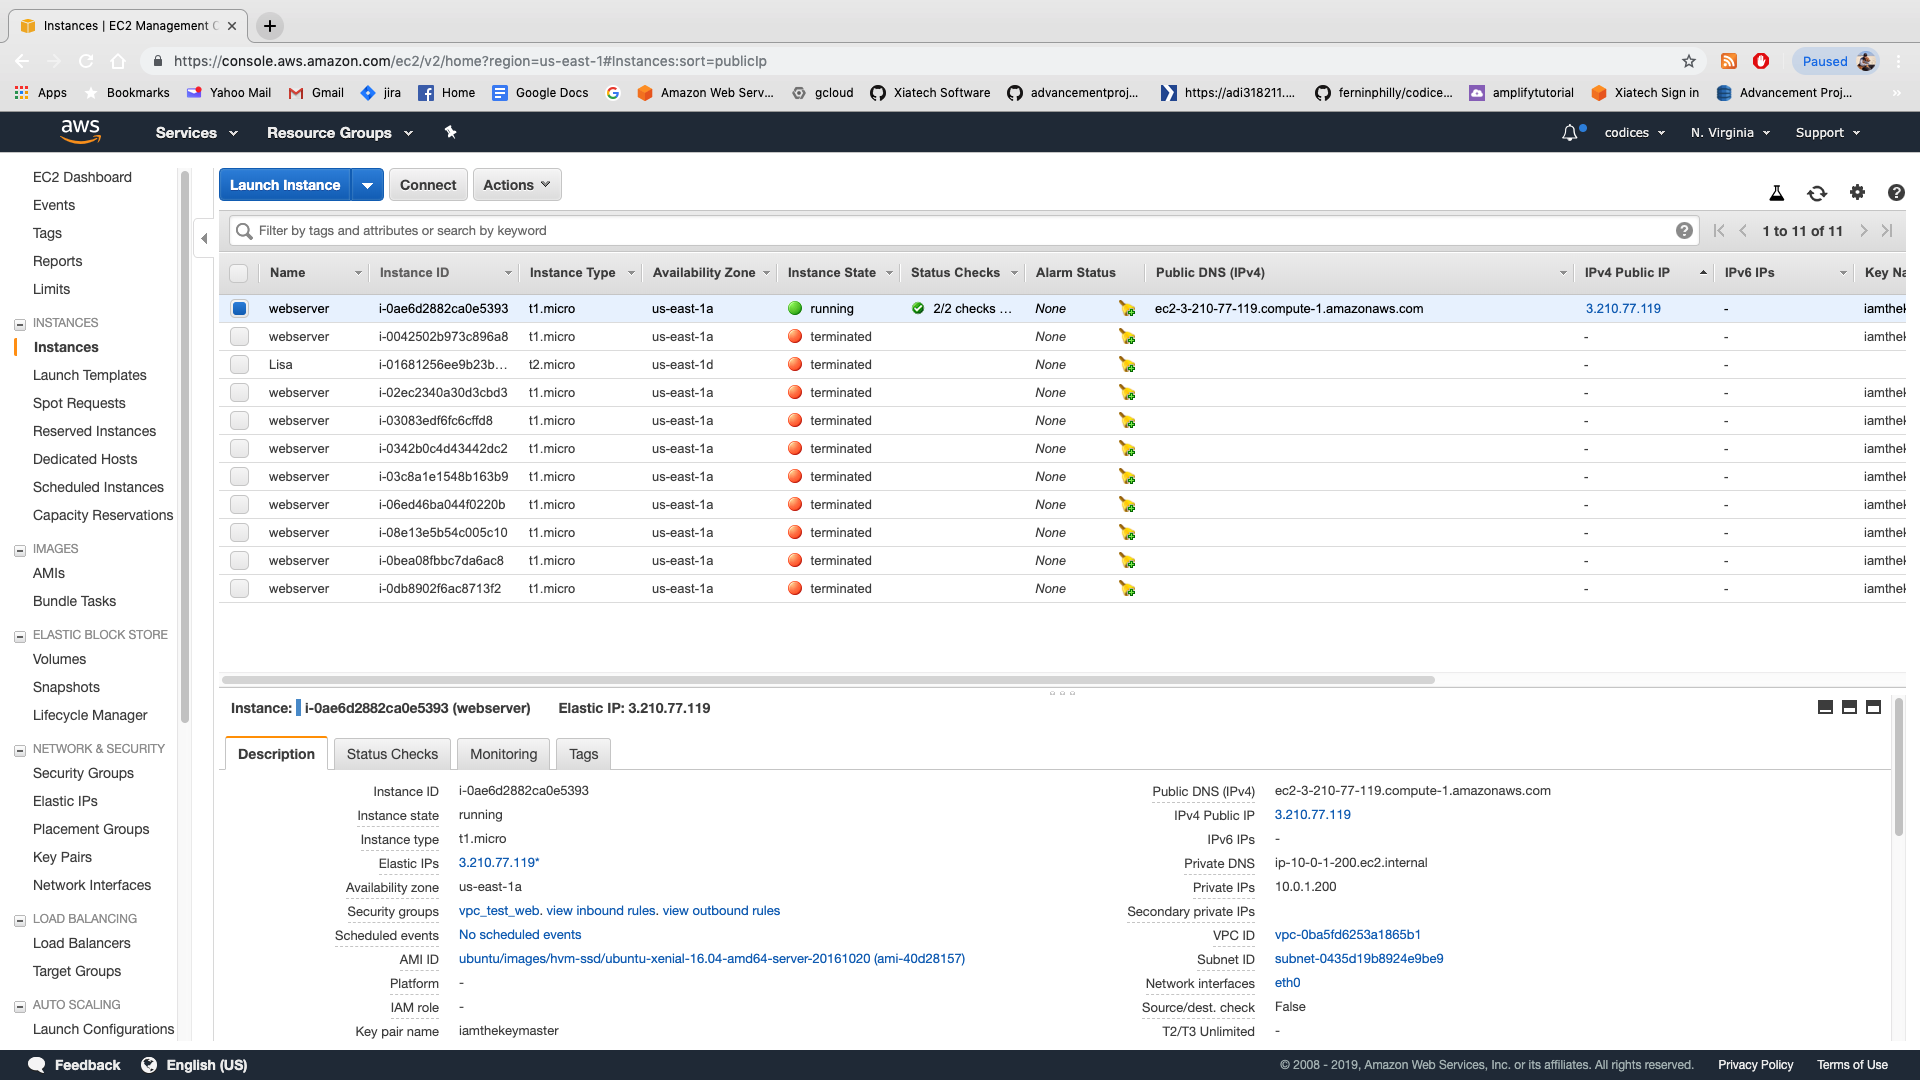 Instances | EC2 Management C
https://console.aws.amazon.com/ec2/v2/home?region=us-east-1#Instances:sort=publicIp
Paused
Apps Bookmarks Yahoo Mail Gmail jira Home Google Docs Amazon Web Serv... gcloud Xiatech Software advancementproj... https://adi318211.... ferninphilly/codice... amplifytutorial Xiatech Sign in Advancement Proj...
aws Services Resource Groups codices N. Virginia Support
EC2 Dashboard
Events
Tags
Reports
Limits
INSTANCES
Instances
Launch Templates
Spot Requests
Reserved Instances
Dedicated Hosts
Scheduled Instances
Capacity Reservations
IMAGES
AMIs
Bundle Tasks
ELASTIC BLOCK STORE
Volumes
Snapshots
Lifecycle Manager
NETWORK & SECURITY
Security Groups
Elastic IPs
Placement Groups
Key Pairs
Network Interfaces
LOAD BALANCING
Load Balancers
Target Groups
AUTO SCALING
Launch Configurations
Launch Instance Connect Actions
Filter by tags and attributes or search by keyword
1 to 11 of 11
Name Instance ID Instance Type Availability Zone Instance State Status Checks Alarm Status Public DNS (IPv4) IPv4 Public IP IPv6 IPs Key Na
webserver i-0ae6d2882ca0e5393 t1.micro us-east-1a running 2/2 checks ... None ec2-3-210-77-119.compute-1.amazonaws.com 3.210.77.119 - iamthek
webserver i-0042502b973c896a8 t1.micro us-east-1a terminated None - - iamthek
Lisa i-01681256ee9b23b... t2.micro us-east-1d terminated None - -
webserver i-02ec2340a30d3cbd3 t1.micro us-east-1a terminated None - - iamthek
webserver i-03083edf6fc6cffd8 t1.micro us-east-1a terminated None - - iamthek
webserver i-0342b0c4d43442dc2 t1.micro us-east-1a terminated None - - iamthek
webserver i-03c8a1e1548b163b9 t1.micro us-east-1a terminated None - - iamthek
webserver i-06ed46ba044f0220b t1.micro us-east-1a terminated None - - iamthek
webserver i-08e13e5b54c005c10 t1.micro us-east-1a terminated None - - iamthek
webserver i-0bea08fbbc7da6ac8 t1.micro us-east-1a terminated None - - iamthek
webserver i-0db8902f6ac8713f2 t1.micro us-east-1a terminated None - - iamthek
Instance: i-0ae6d2882ca0e5393 (webserver) Elastic IP: 3.210.77.119
Description Status Checks Monitoring Tags
Instance ID i-0ae6d2882ca0e5393
Instance state running
Instance type t1.micro
Elastic IPs 3.210.77.119*
Availability zone us-east-1a
Security groups vpc_test_web. view inbound rules. view outbound rules
Scheduled events No scheduled events
AMI ID ubuntu/images/hvm-ssd/ubuntu-xenial-16.04-amd64-server-20161020 (ami-40d28157)
Platform -
IAM role -
Key pair name iamthekeymaster
Public DNS (IPv4) ec2-3-210-77-119.compute-1.amazonaws.com
IPv4 Public IP 3.210.77.119
IPv6 IPs -
Private DNS ip-10-0-1-200.ec2.internal
Private IPs 10.0.1.200
Secondary private IPs
VPC ID vpc-0ba5fd6253a1865b1
Subnet ID subnet-0435d19b8924e9be9
Network interfaces eth0
Source/dest. check False
T2/T3 Unlimited -
Feedback English (US)
© 2008 - 2019, Amazon Web Services, Inc. or its affiliates. All rights reserved. Privacy Policy Terms of Use